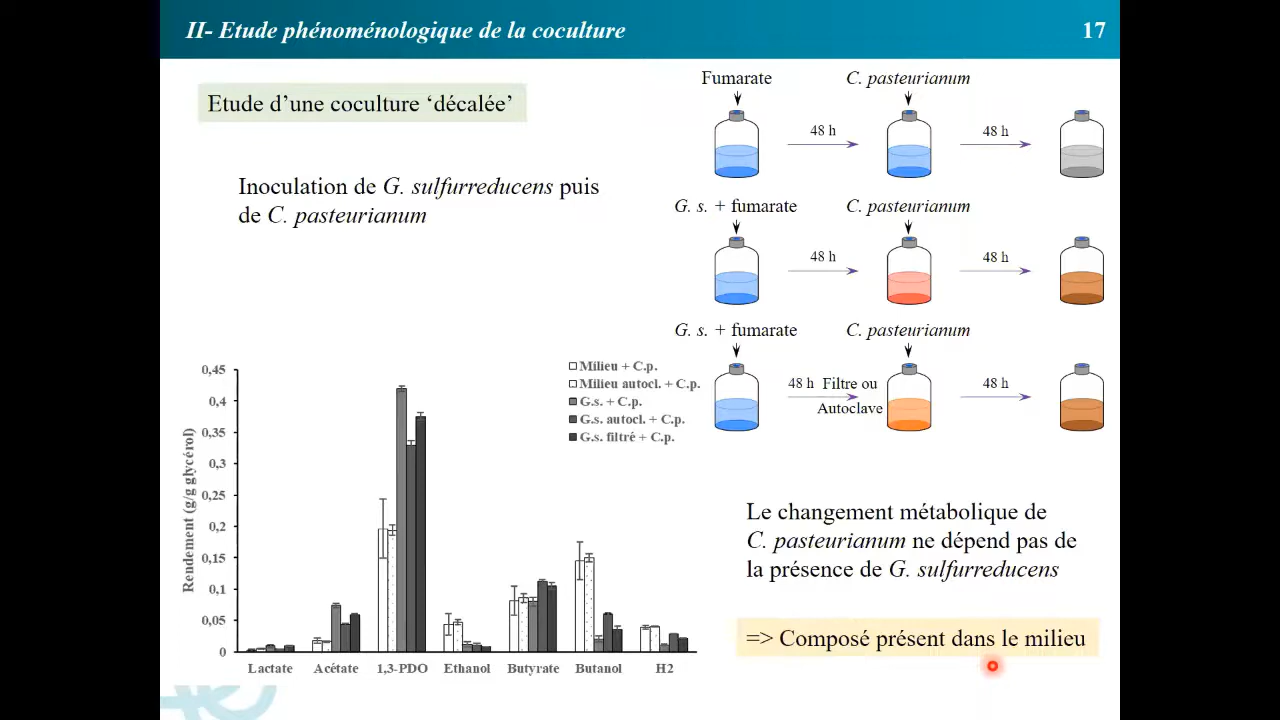 II- Etude phénoménologique de la coculture
17
Etude d’une coculture ‘décalée’
Inoculation de G. sulfurreducens puis
de C. pasteurianum
Fumarate
C. pasteurianum
48 h
48 h
G. s. + fumarate
C. pasteurianum
48 h
48 h
G. s. + fumarate
C. pasteurianum
48 h
Filtre ou
Autoclave
48 h
Rendement (g/g glycérol)
0,45
0,4
0,35
0,3
0,25
0,2
0,15
0,1
0,05
0
Lactate
Acétate
1,3-PDO
Ethanol
Butyrate
Butanol
H2
Milieu + C.p.
Milieu autocl. + C.p.
G.s. + C.p.
G.s. autocl. + C.p.
G.s. filtré + C.p.
Le changement métabolique de
C. pasteurianum ne dépend pas de
la présence de G. sulfurreducens
=> Composé présent dans le milieu